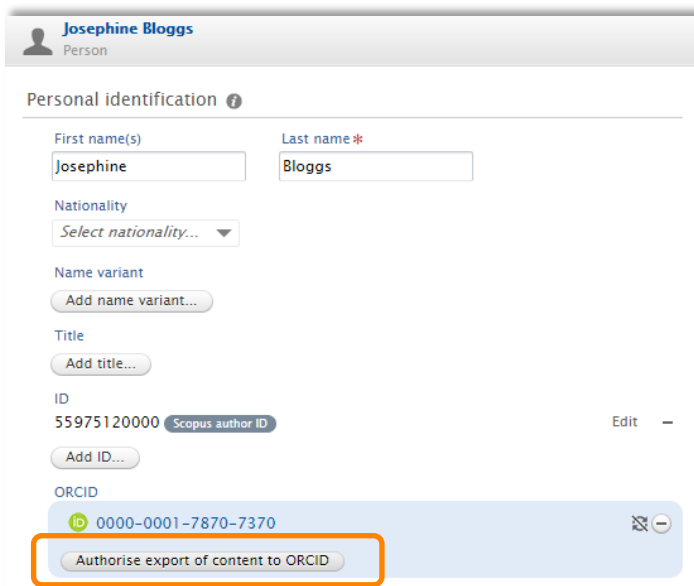 Josephine Bloggs
Person
Personal identification i
First name(s) Last name *
Josephine Bloggs
Nationality
Select nationality...
Name variant
Add name variant...
Title
Add title...
ID
55975120000 Scopus author ID Edit
Add ID...
ORCID
iD 0000-0001-7870-7370
Authorise export of content to ORCID